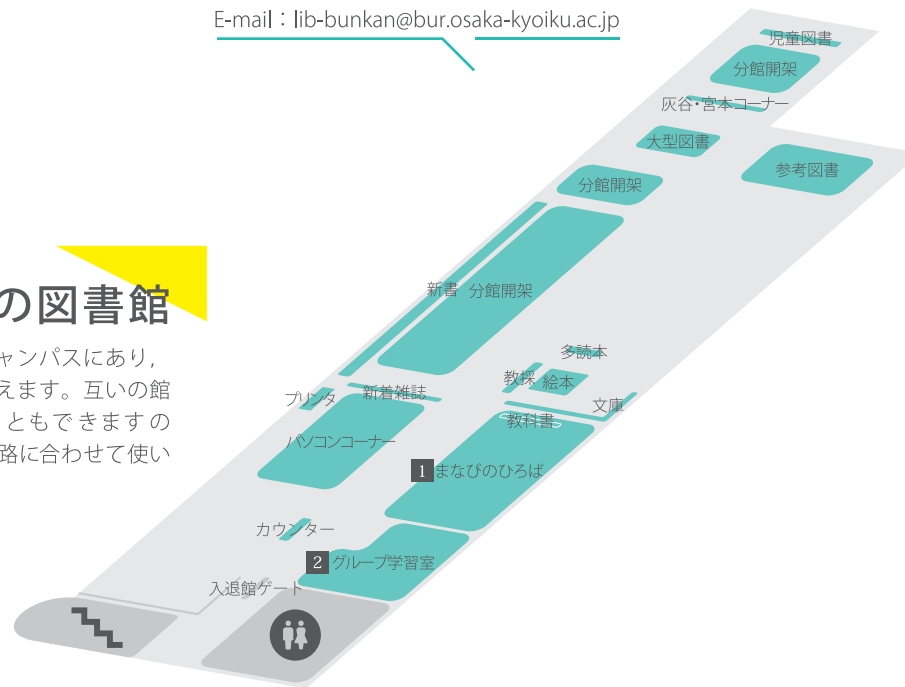 E-mail：lib-bunkan@bur.osaka-kyoiku.ac.jp
児童図書
分館開架
灰谷・宮本コーナー
大型図書
参考図書
分館開架
新書 分館開架
の図書館
ャンパスにあり，
えます。互いの館
ともできますの
路に合わせて使い
多読本
教採 絵本
プリンタ 新着雑誌
文庫
教科書
パソコンコーナー
1 まなびのひろば
カウンター
2 グループ学習室
入退館ゲート